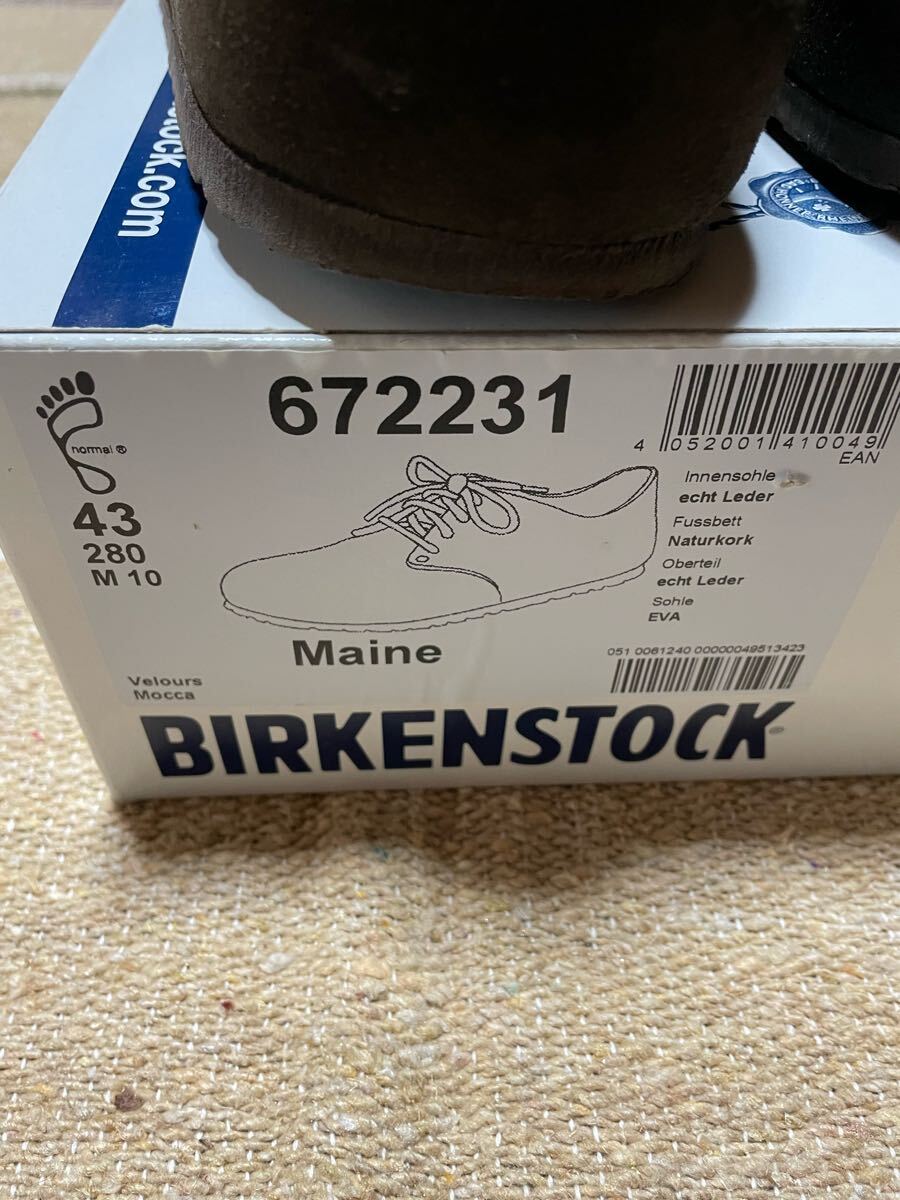 stock.com
672231
normal®
43
280
M 10
4 052001 410049
EAN
Innensohle
echt Leder
Fussbett
Naturkork
Oberteil
echt Leder
Sohle
EVA
Maine
051 0061240 00000049513423
Velours
Mocca
BIRKENSTOCK®